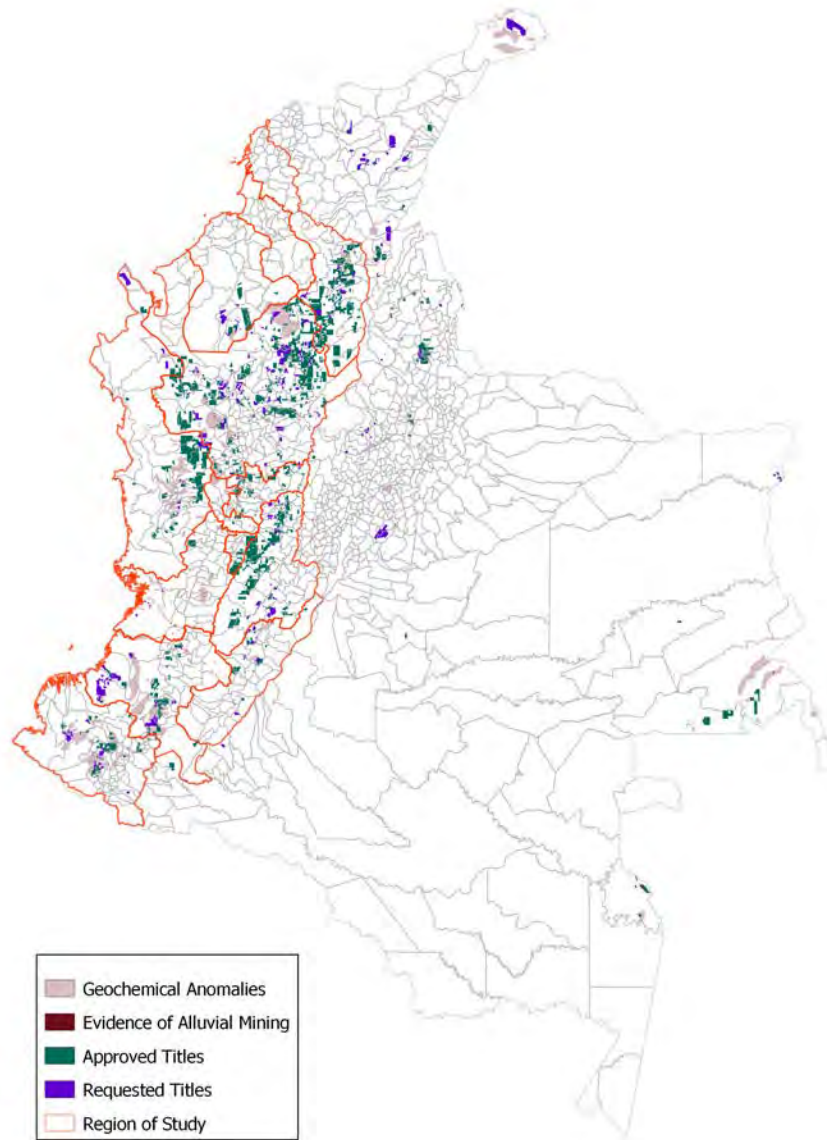 Geochemical Anomalies
Evidence of Alluvial Mining
Approved Titles
Requested Titles
Region of Study